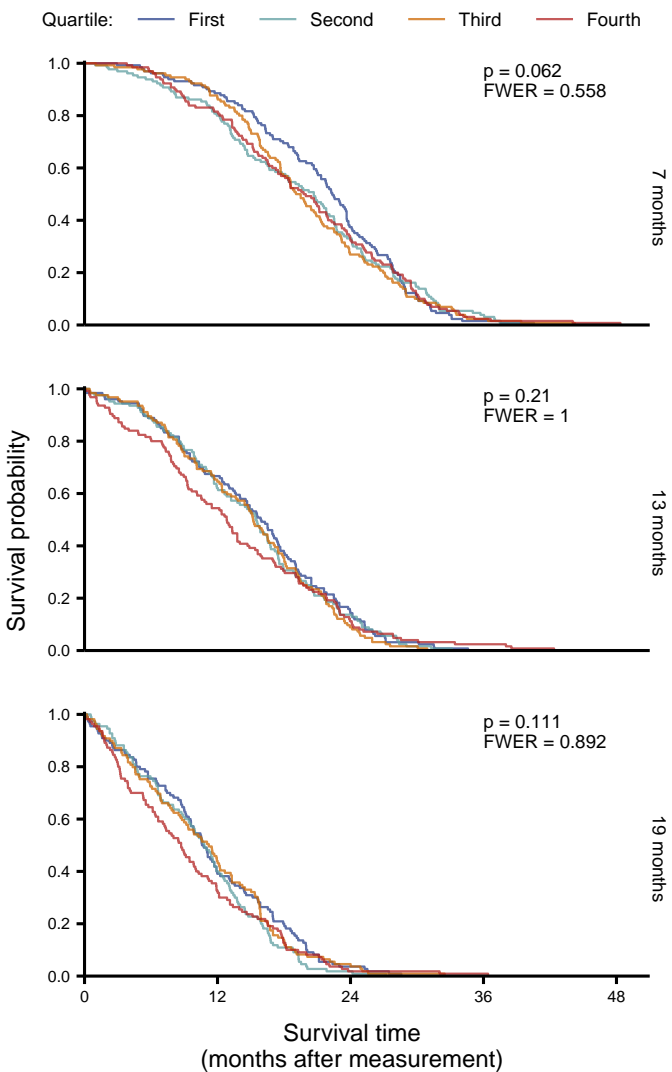 Quartile: First Second Third Fourth
1.0
0.8
0.6
0.4
0.2
0.0
p = 0.062
FWER = 0.558
7 months
Survival probability
1.0
0.8
0.6
0.4
0.2
0.0
p = 0.21
FWER = 1
13 months
1.0
0.8
0.6
0.4
0.2
0.0
p = 0.111
FWER = 0.892
19 months
0 12 24 36 48
Survival time
(months after measurement)